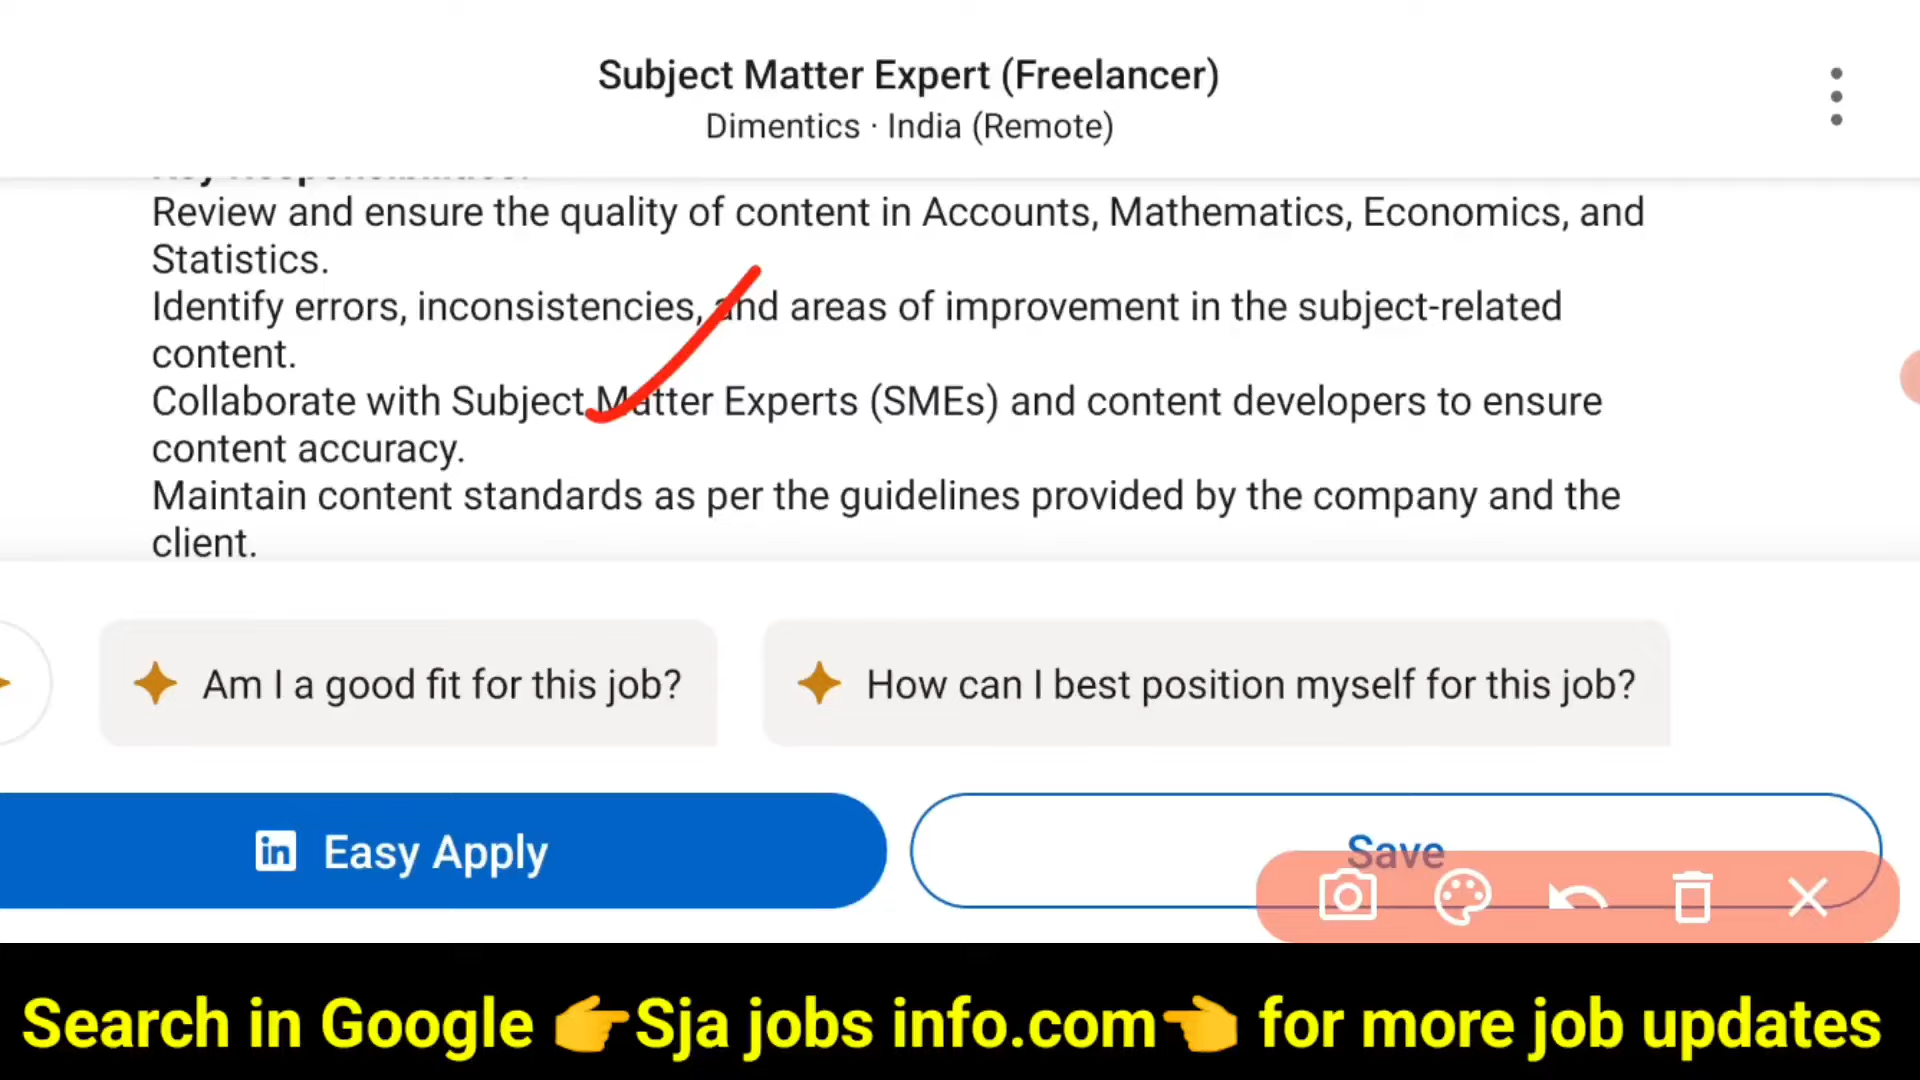 Subject Matter Expert (Freelancer)
Dimentics · India (Remote)
Review and ensure the quality of content in Accounts, Mathematics, Economics, and
Statistics.
Identify errors, inconsistencies, and areas of improvement in the subject-related
content.
Collaborate with Subject Matter Experts (SMEs) and content developers to ensure
content accuracy.
Maintain content standards as per the guidelines provided by the company and the
client.
Am I a good fit for this job?
How can I best position myself for this job?
in Easy Apply
Save
Search in Google 👉Sja jobs info.com👈 for more job updates